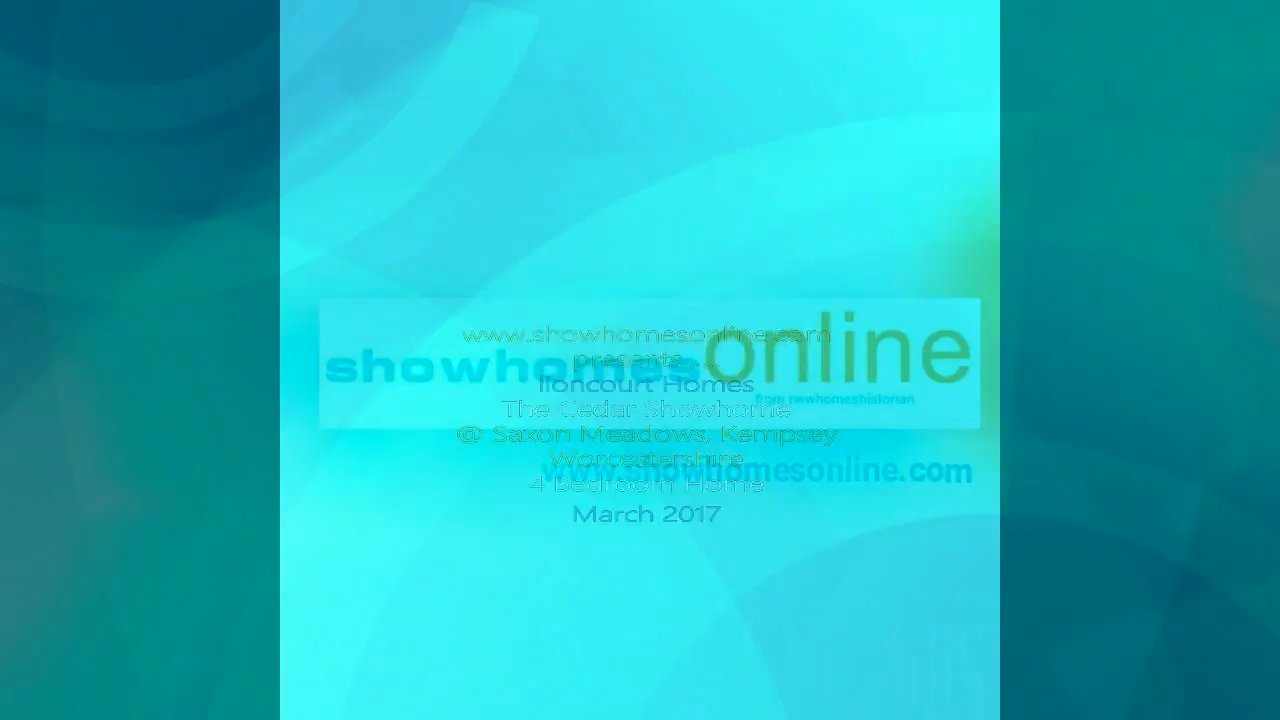 www.showhomesonline.com
presents.....
lioncourt Homes
The Cedar Showhome
@ Saxon Meadows, Kempsey
Worcestershire
4 Bedroom Home
March 2017
showhomesonline
from newhomeshistorian
www.showhomesonline.com